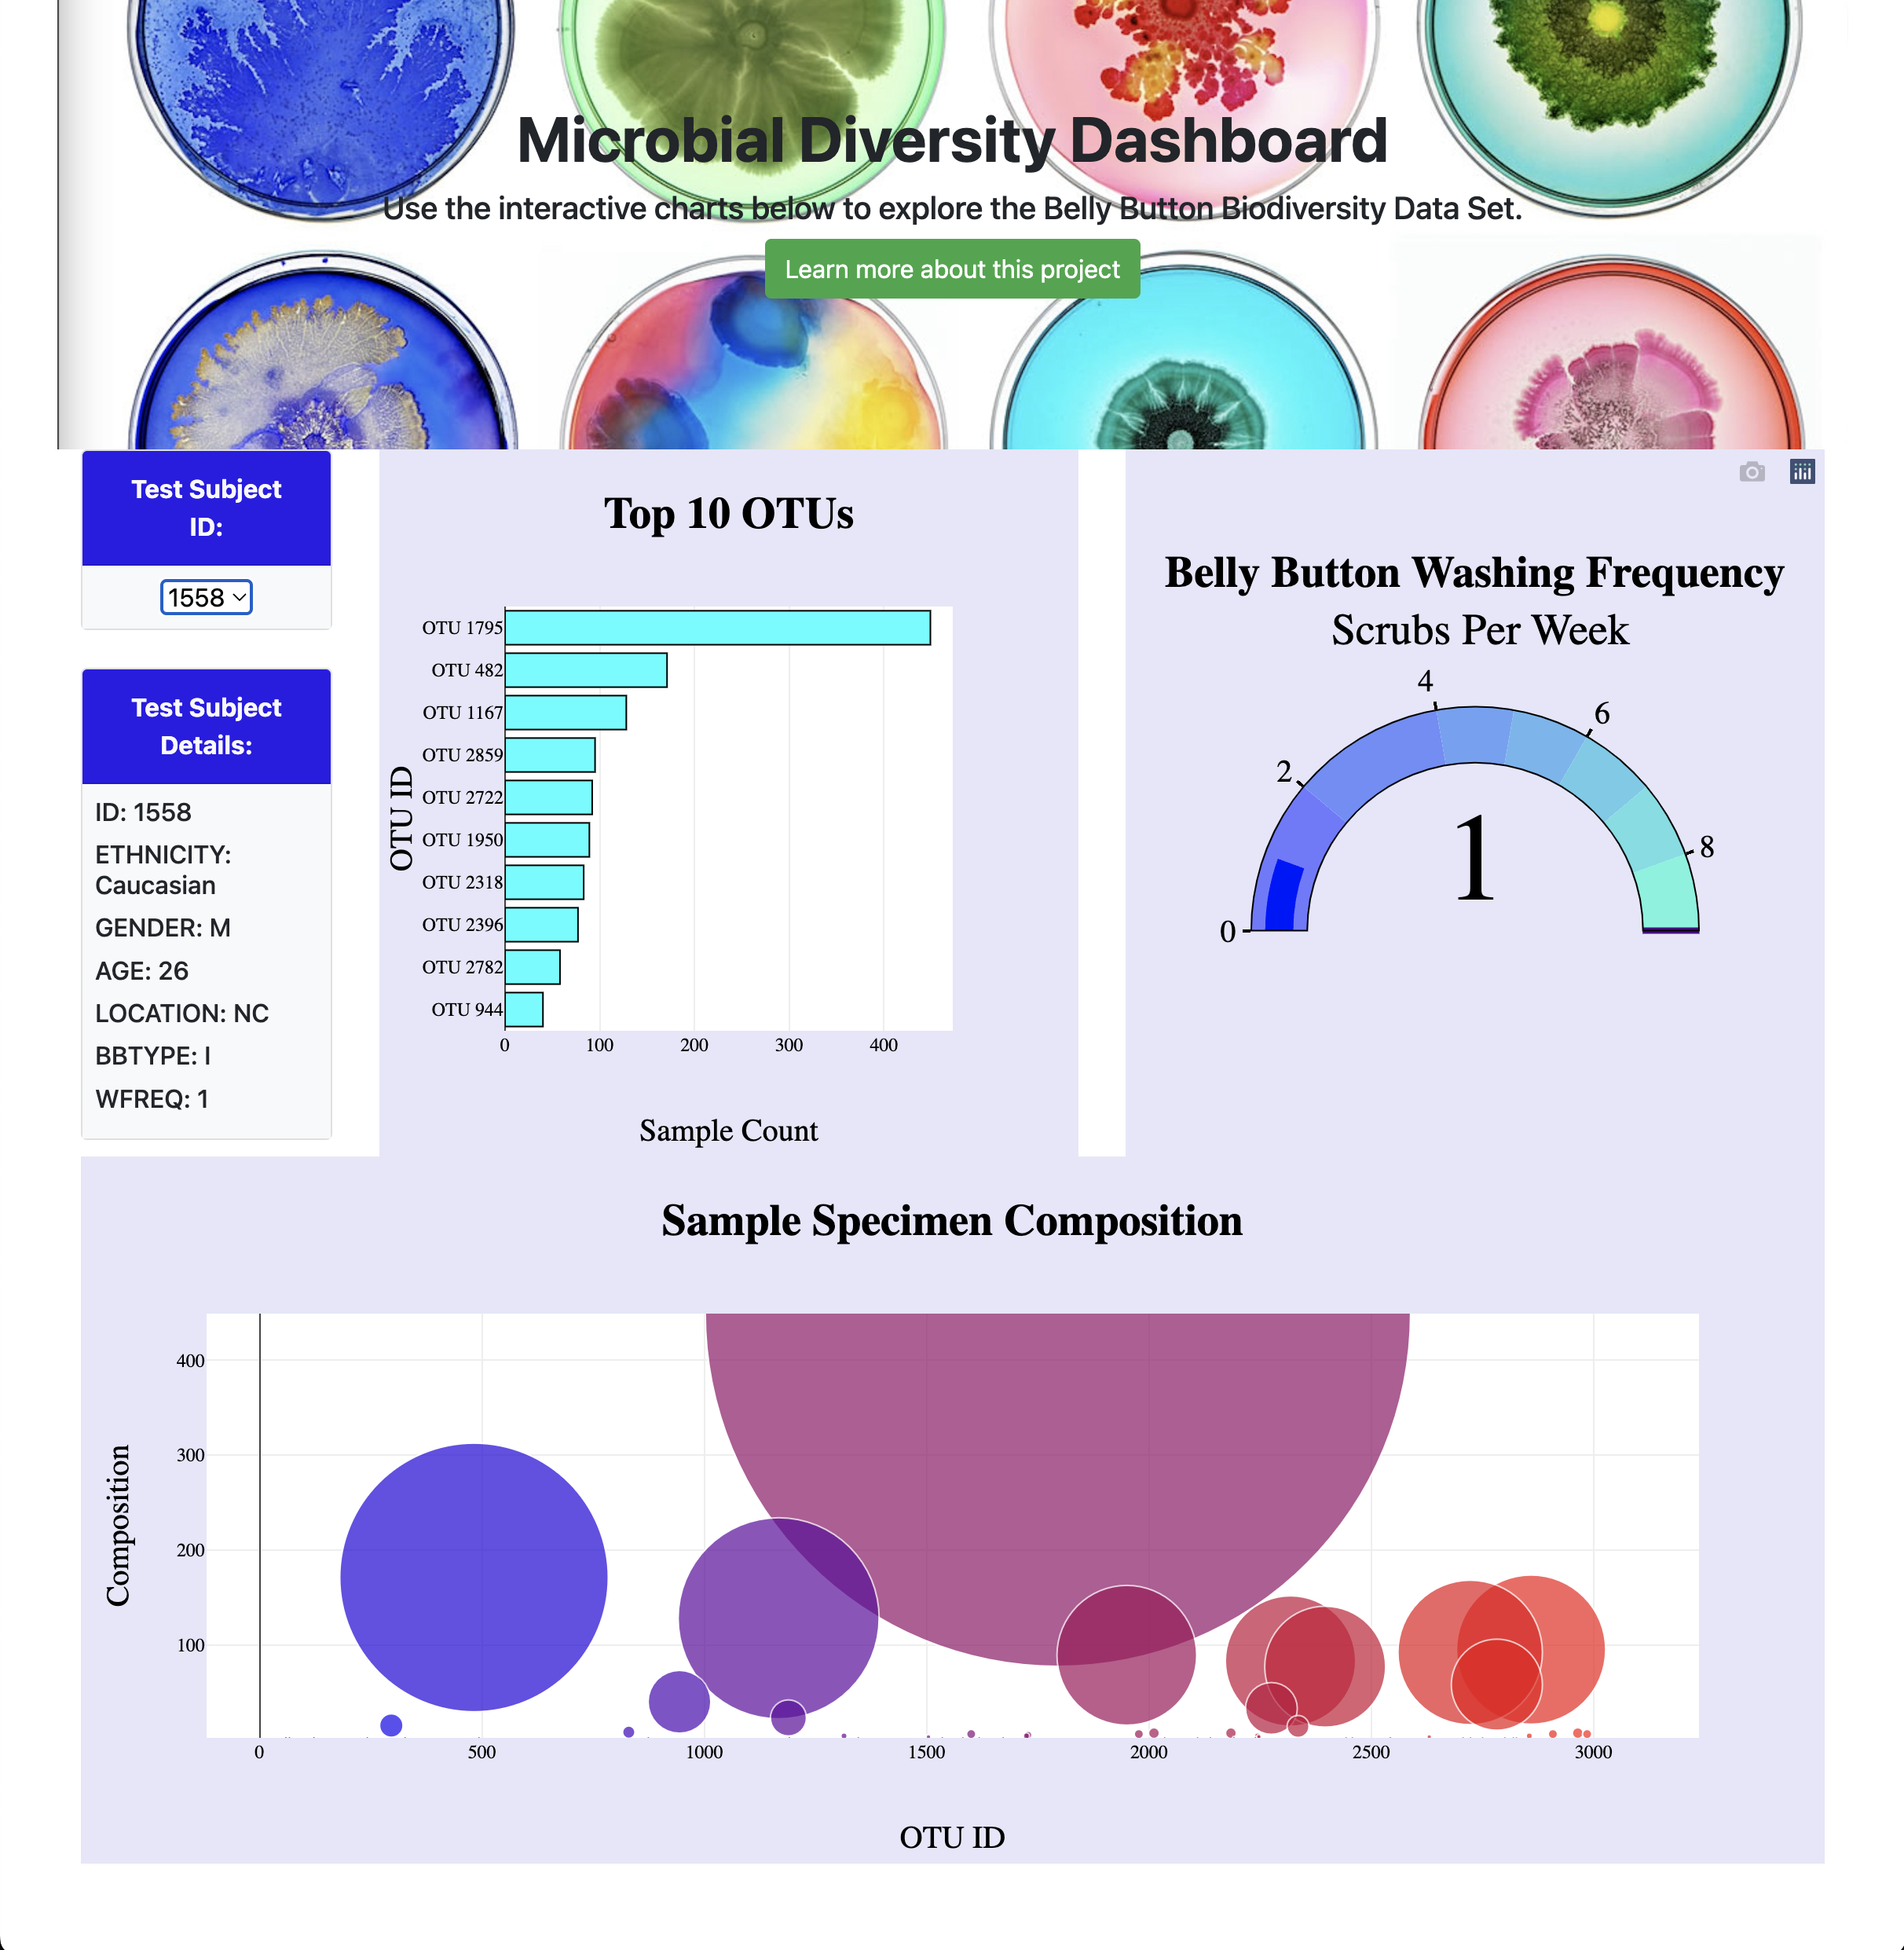 Microbial Diversity Dashboard
Use the interactive charts below to explore the Belly Button Biodiversity Data Set.
Learn more about this project
Test Subject
ID:
1558
Test Subject
Details:
ID: 1558
ETHNICITY:
Caucasian
GENDER: M
AGE: 26
LOCATION: NC
BBTYPE: I
WFREQ: 1
Top 10 OTUs
OTU ID
OTU 1795
OTU 482
OTU 1167
OTU 2859
OTU 2722
OTU 1950
OTU 2318
OTU 2396
OTU 2782
OTU 944
0 100 200 300 400
Sample Count
Belly Button Washing Frequency
Scrubs Per Week
0
2
4
6
8
1
Sample Specimen Composition
Composition
400
300
200
100
0 500 1000 1500 2000 2500 3000
OTU ID